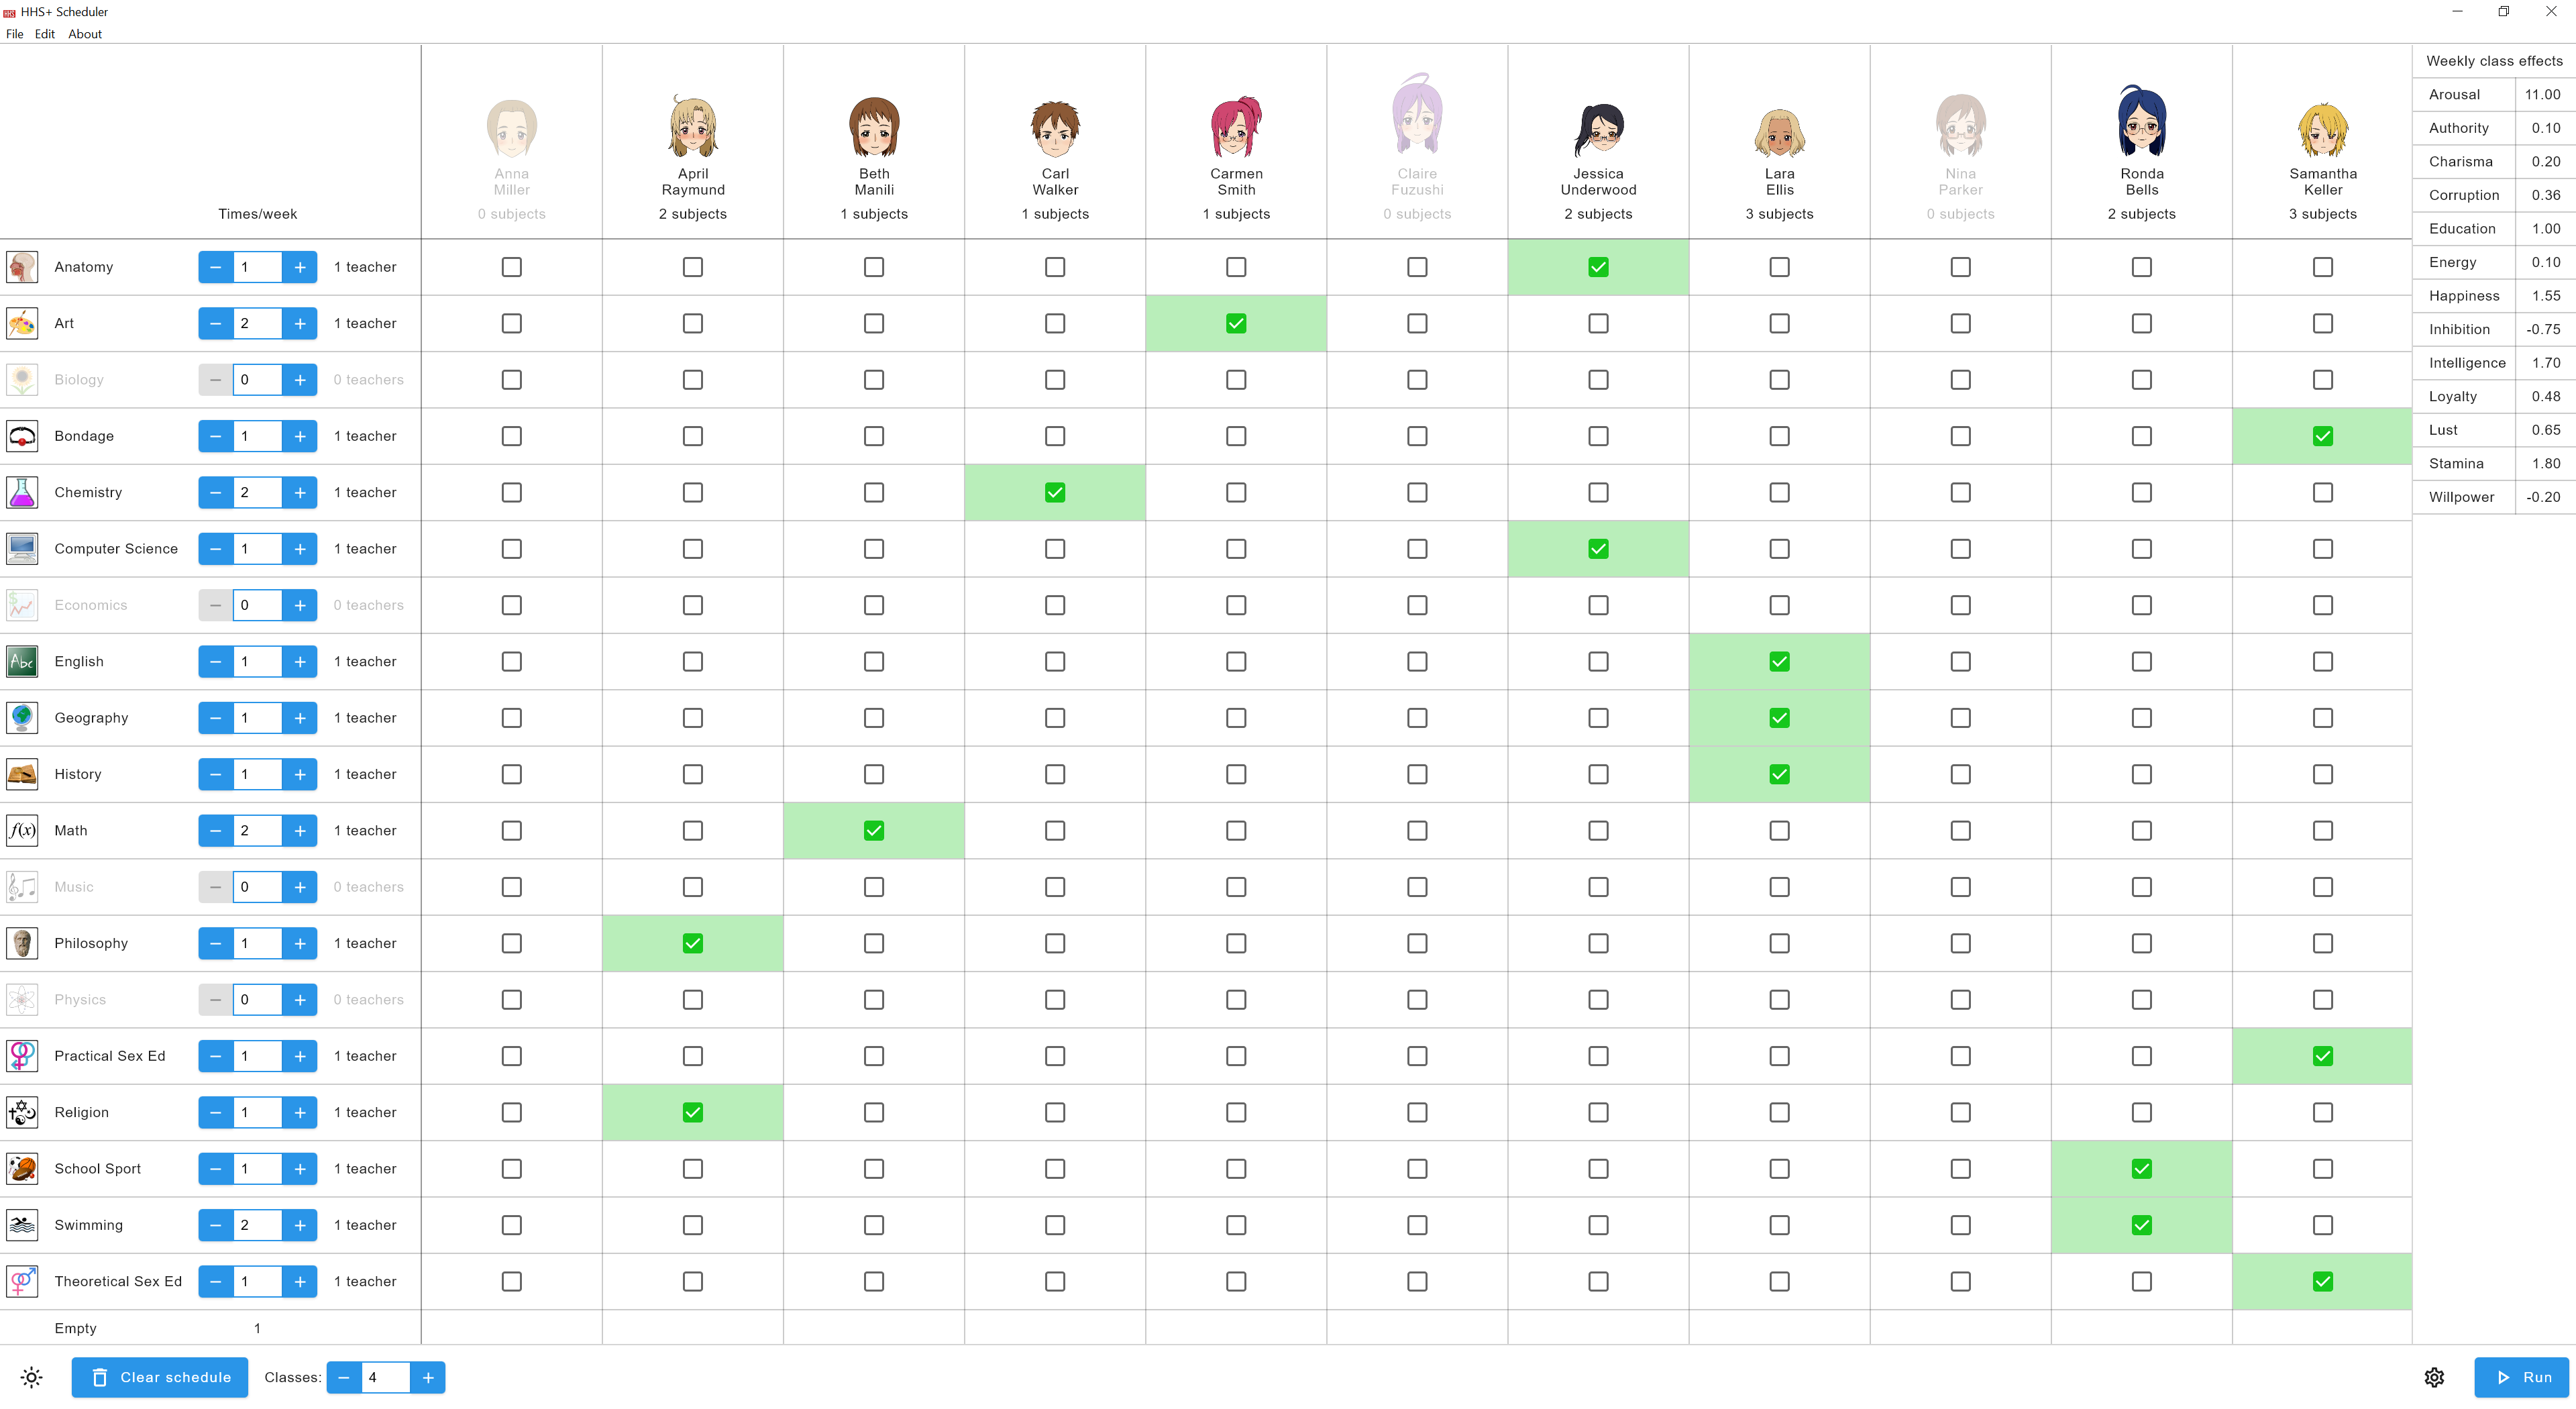 HHS+ Scheduler
File Edit About
Times/week
Anna
Miller
0 subjects
April
Raymund
2 subjects
Beth
Manili
1 subjects
Carl
Walker
1 subjects
Carmen
Smith
1 subjects
Claire
Fuzushi
0 subjects
Jessica
Underwood
2 subjects
Lara
Ellis
3 subjects
Nina
Parker
0 subjects
Ronda
Bells
2 subjects
Samantha
Keller
3 subjects
Weekly class effects
Arousal 11.00
Authority 0.10
Charisma 0.20
Corruption 0.36
Education 1.00
Energy 0.10
Happiness 1.55
Inhibition -0.75
Intelligence 1.70
Loyalty 0.48
Lust 0.65
Stamina 1.80
Willpower -0.20
Anatomy − 1 + 1 teacher
Art − 2 + 1 teacher
Biology − 0 + 0 teachers
Bondage − 1 + 1 teacher
Chemistry − 2 + 1 teacher
Computer Science − 1 + 1 teacher
Economics − 0 + 0 teachers
Abc English − 1 + 1 teacher
Geography − 1 + 1 teacher
History − 1 + 1 teacher
f(x) Math − 2 + 1 teacher
Music − 0 + 0 teachers
Philosophy − 1 + 1 teacher
Physics − 0 + 0 teachers
Practical Sex Ed − 1 + 1 teacher
Religion − 1 + 1 teacher
School Sport − 1 + 1 teacher
Swimming − 2 + 1 teacher
Theoretical Sex Ed − 1 + 1 teacher
Empty 1
Clear schedule Classes: − 4 + Run